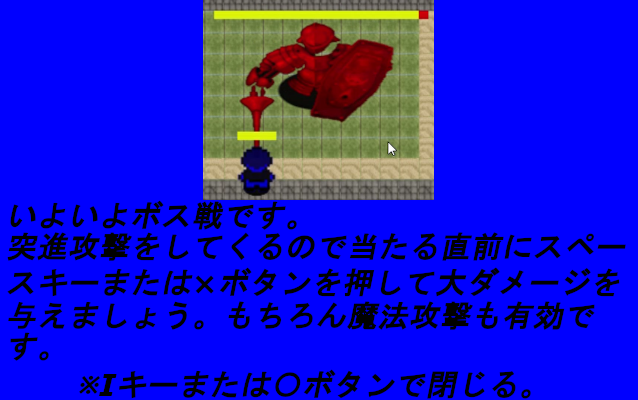 いよいよボス戦です。
突進攻撃をしてくるので当たる直前にスペー
スキーまたは×ボタンを押して大ダメージを
与えましょう。もちろん魔法攻撃も有効で
す。
※Iキーまたは〇ボタンで閉じる。